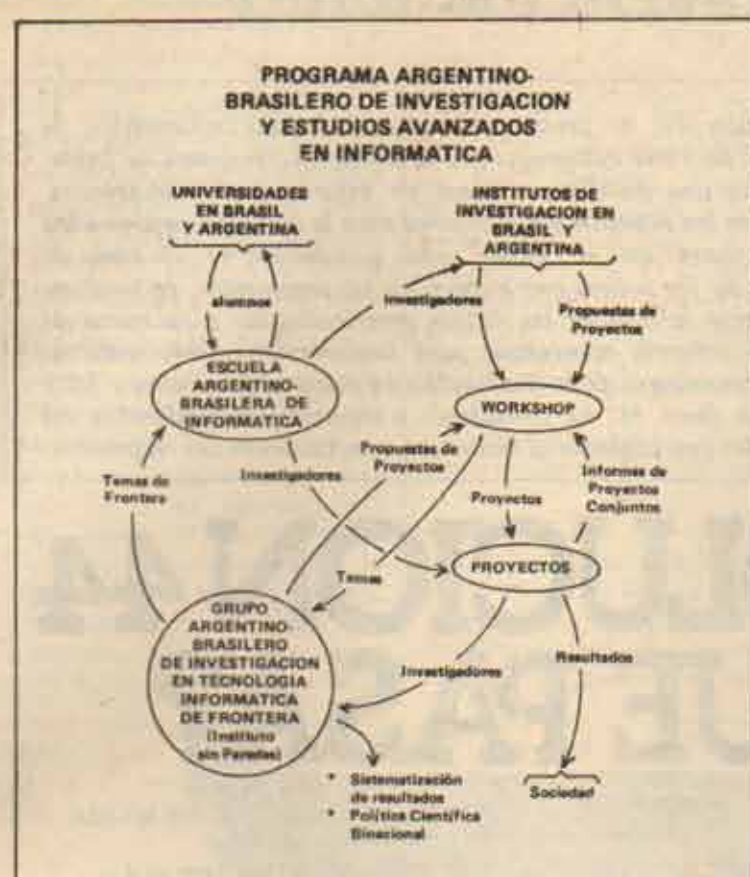 PROGRAMA ARGENTINO-
BRASILERO DE INVESTIGACION
Y ESTUDIOS AVANZADOS
EN INFORMATICA
UNIVERSIDADES
EN BRASIL
Y ARGENTINA
INSTITUTOS DE
INVESTIGACION EN
BRASIL Y
ARGENTINA
alumnos
Investigadores
Propuestas de
Proyectos
ESCUELA
ARGENTINO-
BRASILERA DE
INFORMATICA
WORKSHOP
Temas de
Frontera
Investigadores
Propuestas de
Proyectos
Proyectos
Informes de
Proyectos
Conjuntos
Temas
PROYECTOS
GRUPO
ARGENTINO-
BRASILERO
DE INVESTIGACION
EN TECNOLOGIA
INFORMATICA
DE FRONTERA
(Instituto
sin Paredes)
Investigadores
Resultados
* Sistematización
de resultados
* Política Científica
Binacional
Sociedad